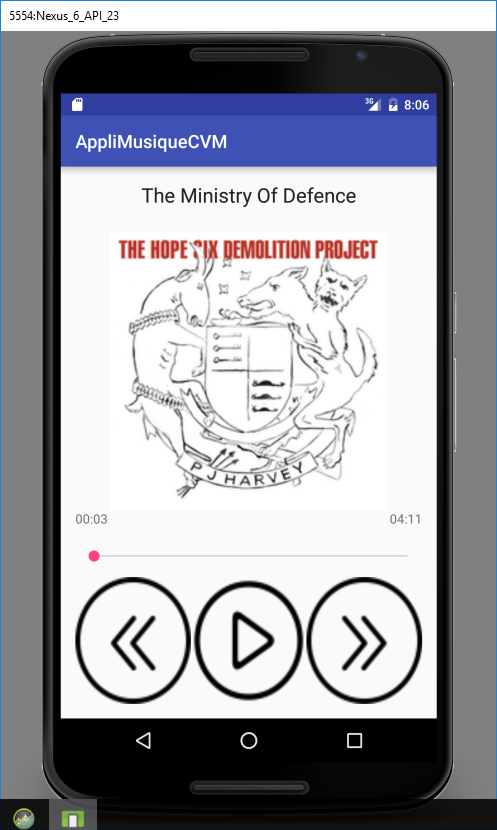 5554:Nexus_6_API_23
3G 8:06
AppliMusiqueCVM
The Ministry Of Defence
THE HOPE SIX DEMOLITION PROJECT
PJ HARVEY
00:03 04:11